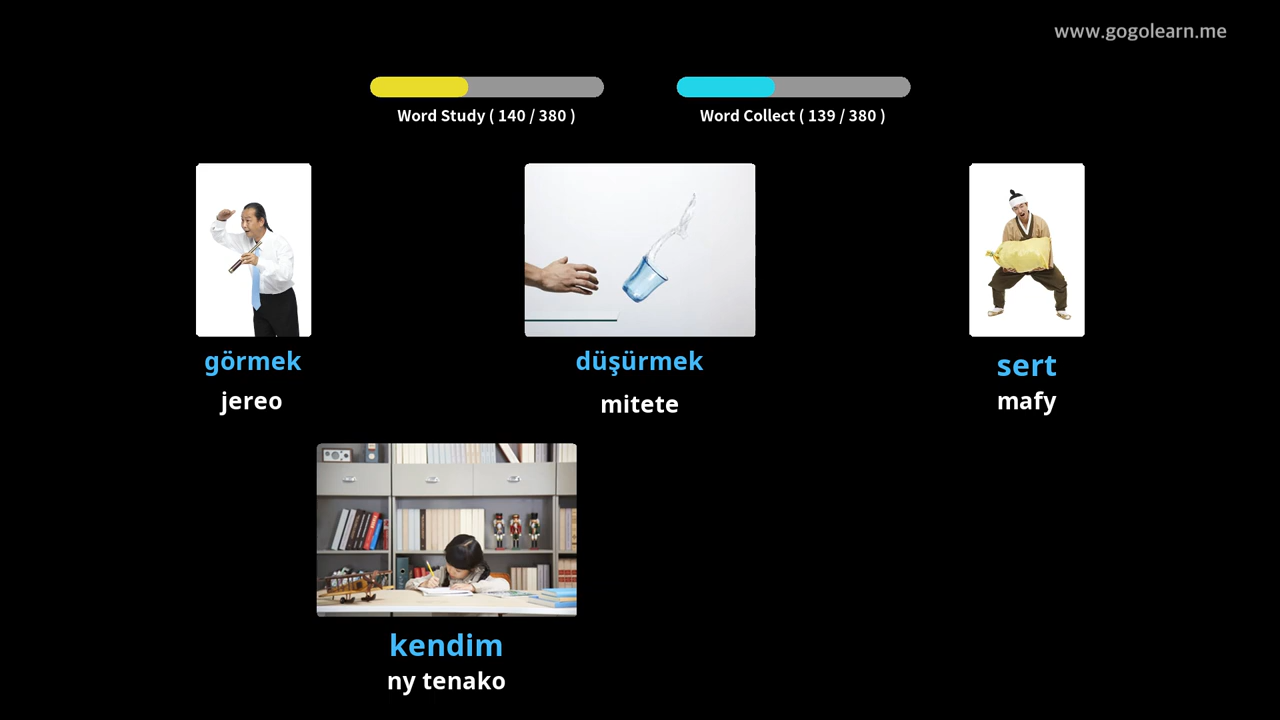 www.gogolearn.me
Word Study ( 140 / 380 )
Word Collect ( 139 / 380 )
görmek
jereo
düşürmek
mitete
sert
mafy
kendim
ny tenako